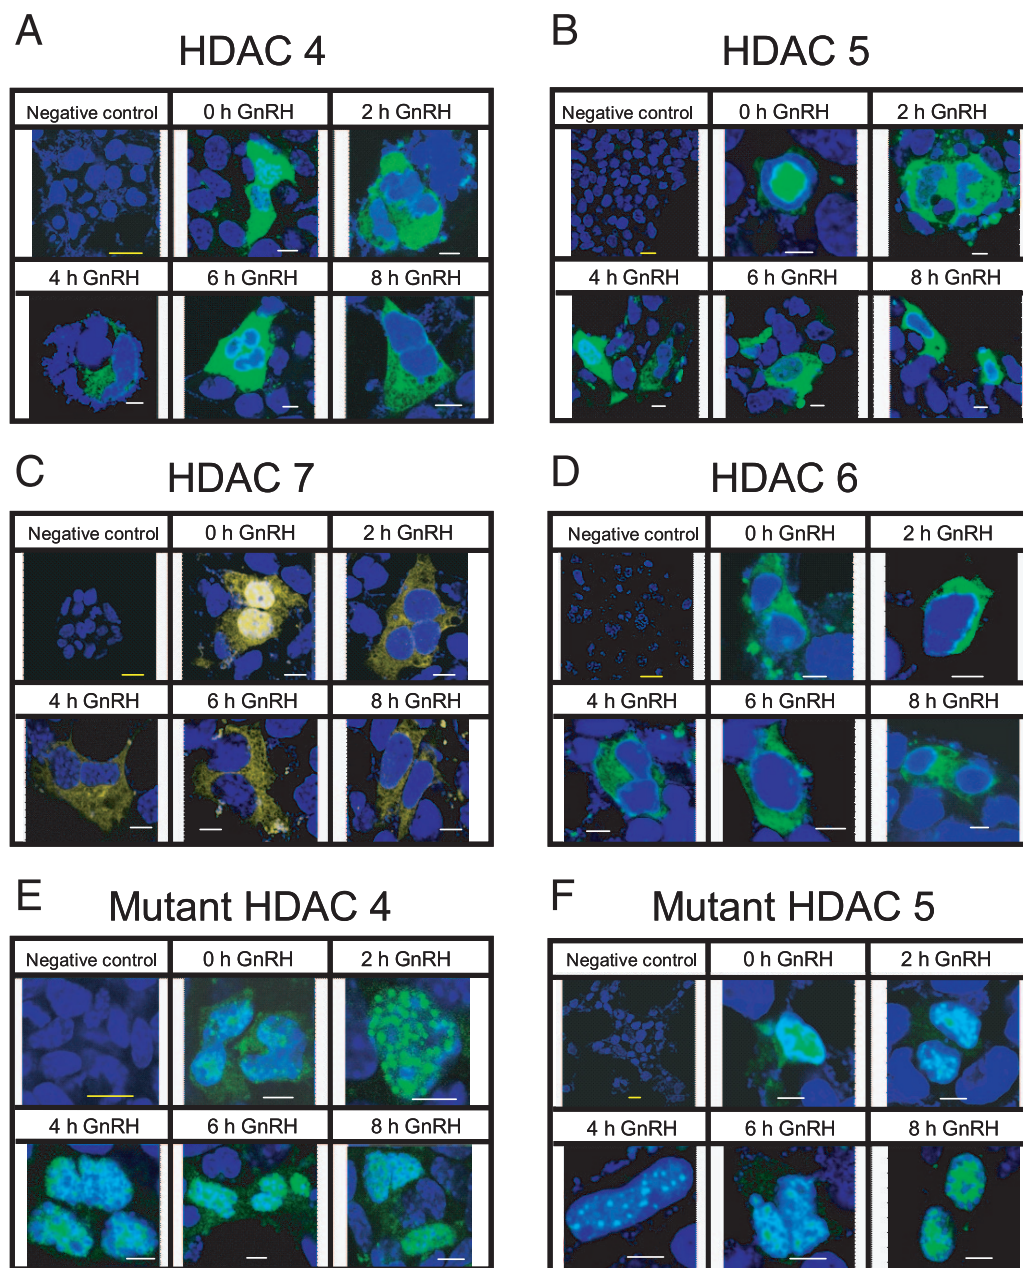 A
HDAC 4
Negative control
0 h GnRH
2 h GnRH
4 h GnRH
6 h GnRH
8 h GnRH
B
HDAC 5
Negative control
0 h GnRH
2 h GnRH
4 h GnRH
6 h GnRH
8 h GnRH
C
HDAC 7
Negative control
0 h GnRH
2 h GnRH
4 h GnRH
6 h GnRH
8 h GnRH
D
HDAC 6
Negative control
0 h GnRH
2 h GnRH
4 h GnRH
6 h GnRH
8 h GnRH
E
Mutant HDAC 4
Negative control
0 h GnRH
2 h GnRH
4 h GnRH
6 h GnRH
8 h GnRH
F
Mutant HDAC 5
Negative control
0 h GnRH
2 h GnRH
4 h GnRH
6 h GnRH
8 h GnRH